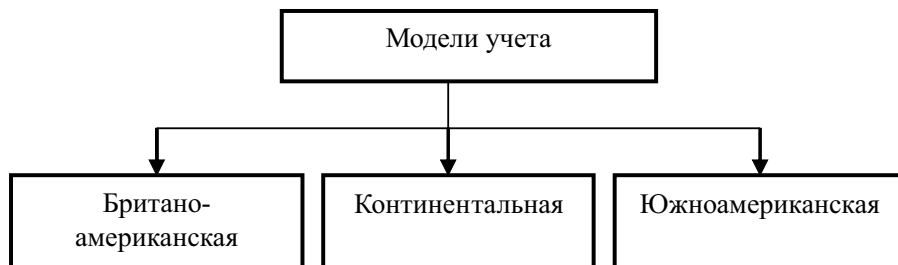 Модели учета
Британо-
американская
Континентальная
Южноамериканская